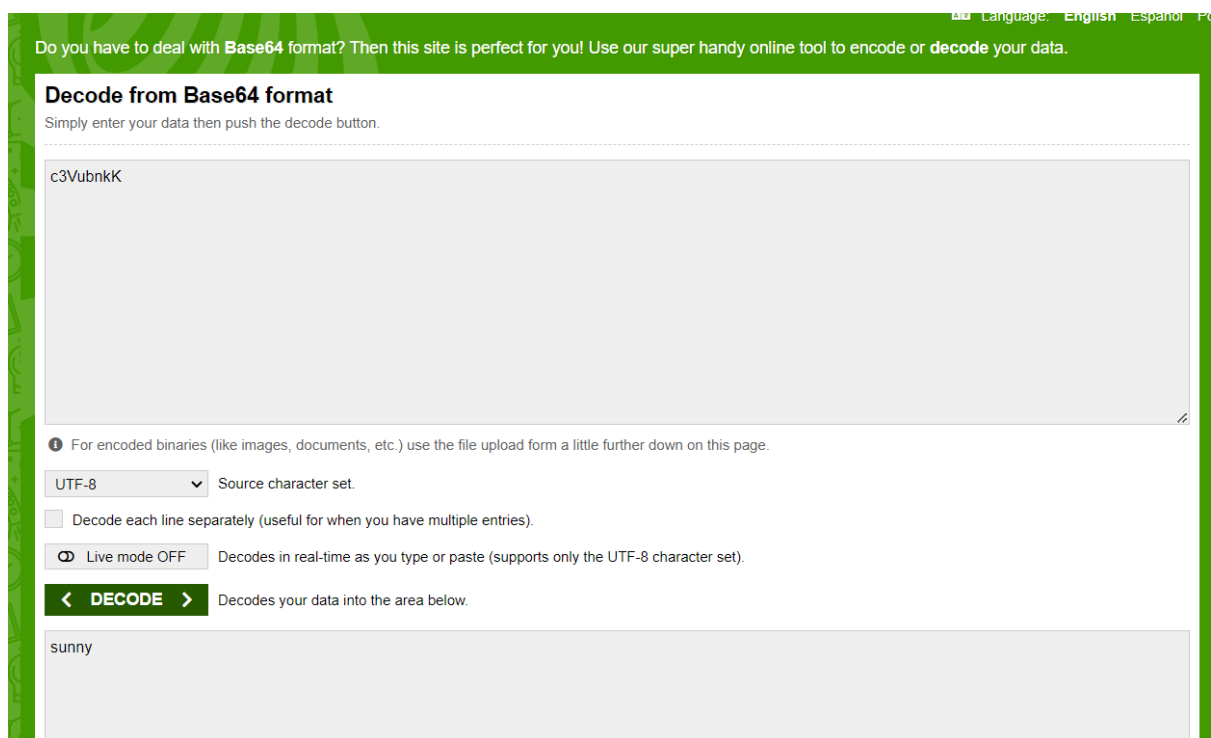 Language: English Español
Do you have to deal with Base64 format? Then this site is perfect for you! Use our super handy online tool to encode or decode your data.
Decode from Base64 format
Simply enter your data then push the decode button.
c3VubnkK
For encoded binaries (like images, documents, etc.) use the file upload form a little further down on this page.
UTF-8 Source character set.
Decode each line separately (useful for when you have multiple entries).
Live mode OFF Decodes in real-time as you type or paste (supports only the UTF-8 character set).
< DECODE > Decodes your data into the area below.
sunny